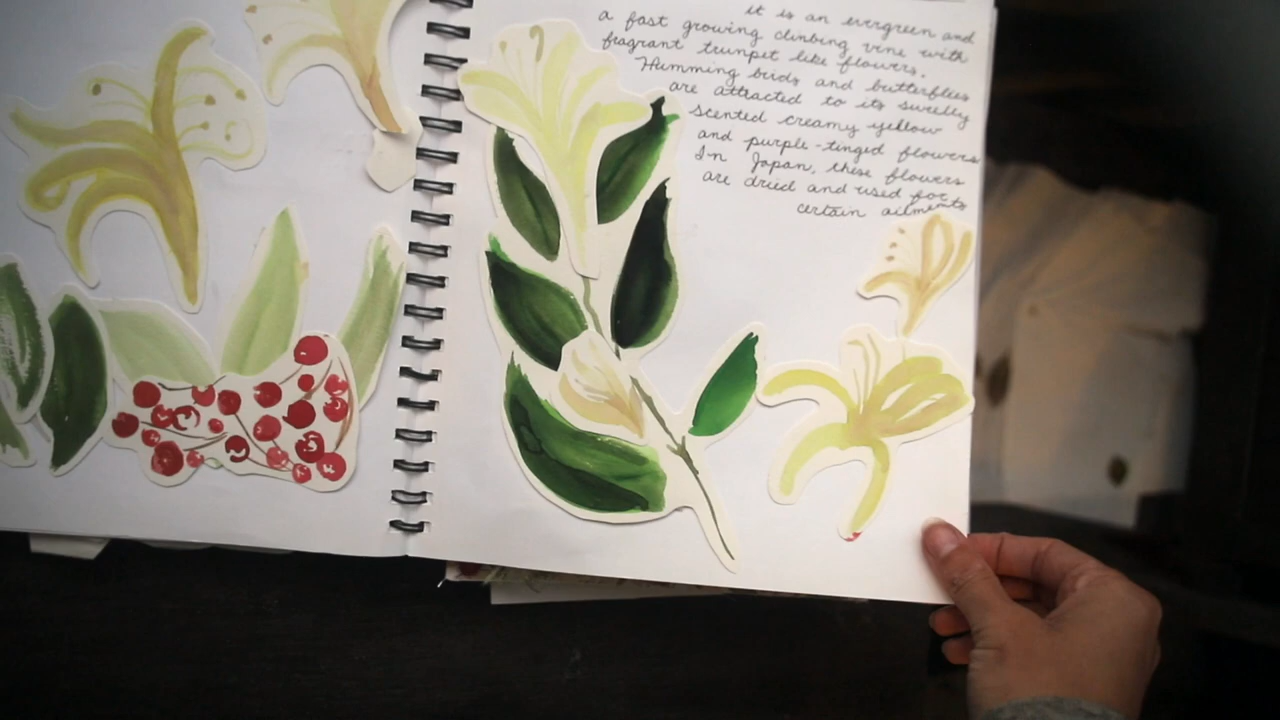 it is an evergreen and
a fast growing climbing vine with
fragrant trumpet like flowers.
Humming birds and butterflies
are attracted to its sweetly
scented creamy yellow
and purple-tinged flowers
In Japan, these flowers
are dried and used for
certain ailments